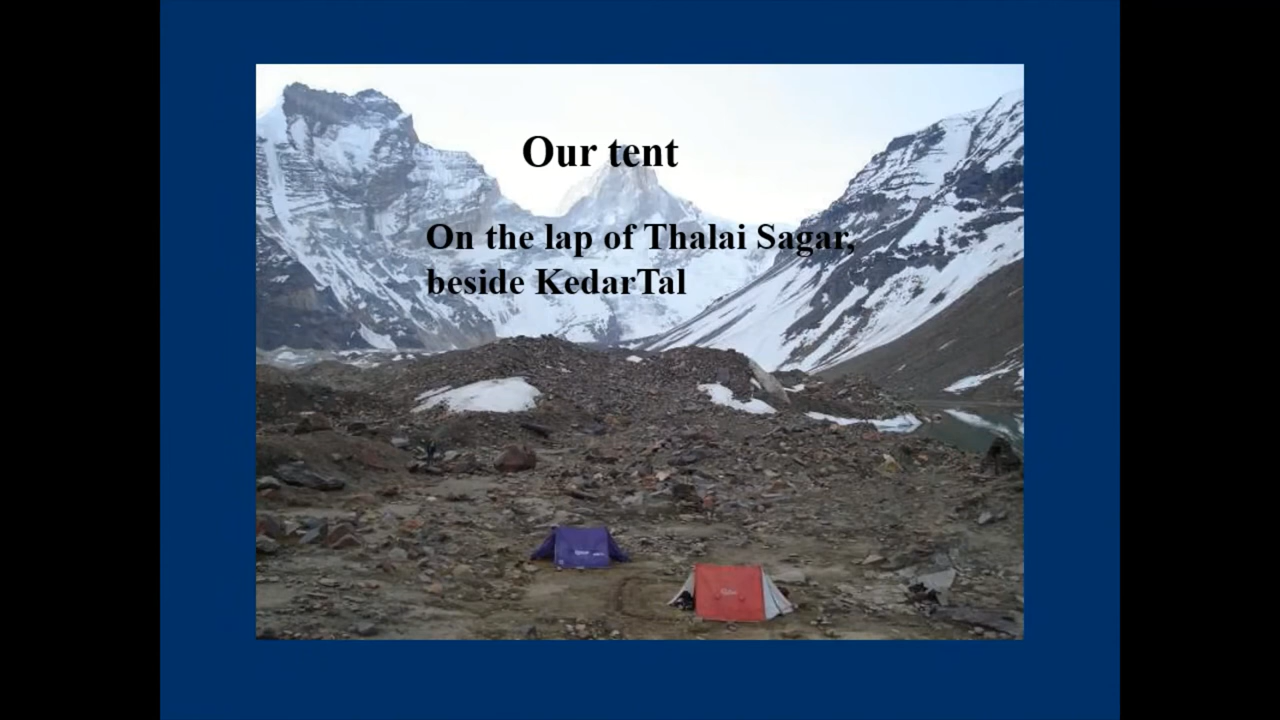 Our tent
On the lap of Thalai Sagar,
beside KedarTal